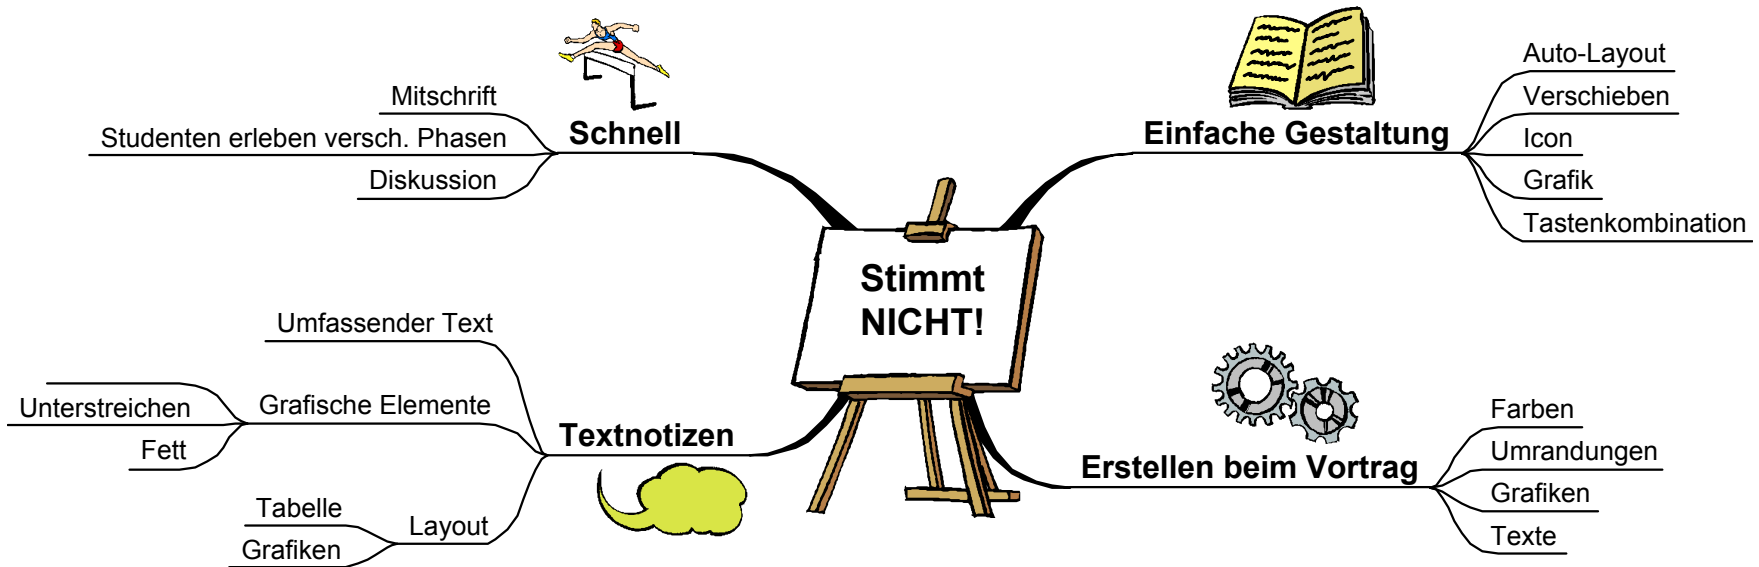 Stimmt
NICHT!
Schnell
Mitschrift
Studenten erleben versch. Phasen
Diskussion
Einfache Gestaltung
Auto-Layout
Verschieben
Icon
Grafik
Tastenkombination
Textnotizen
Umfassender Text
Grafische Elemente
Unterstreichen
Fett
Layout
Tabelle
Grafiken
Erstellen beim Vortrag
Farben
Umrandungen
Grafiken
Texte